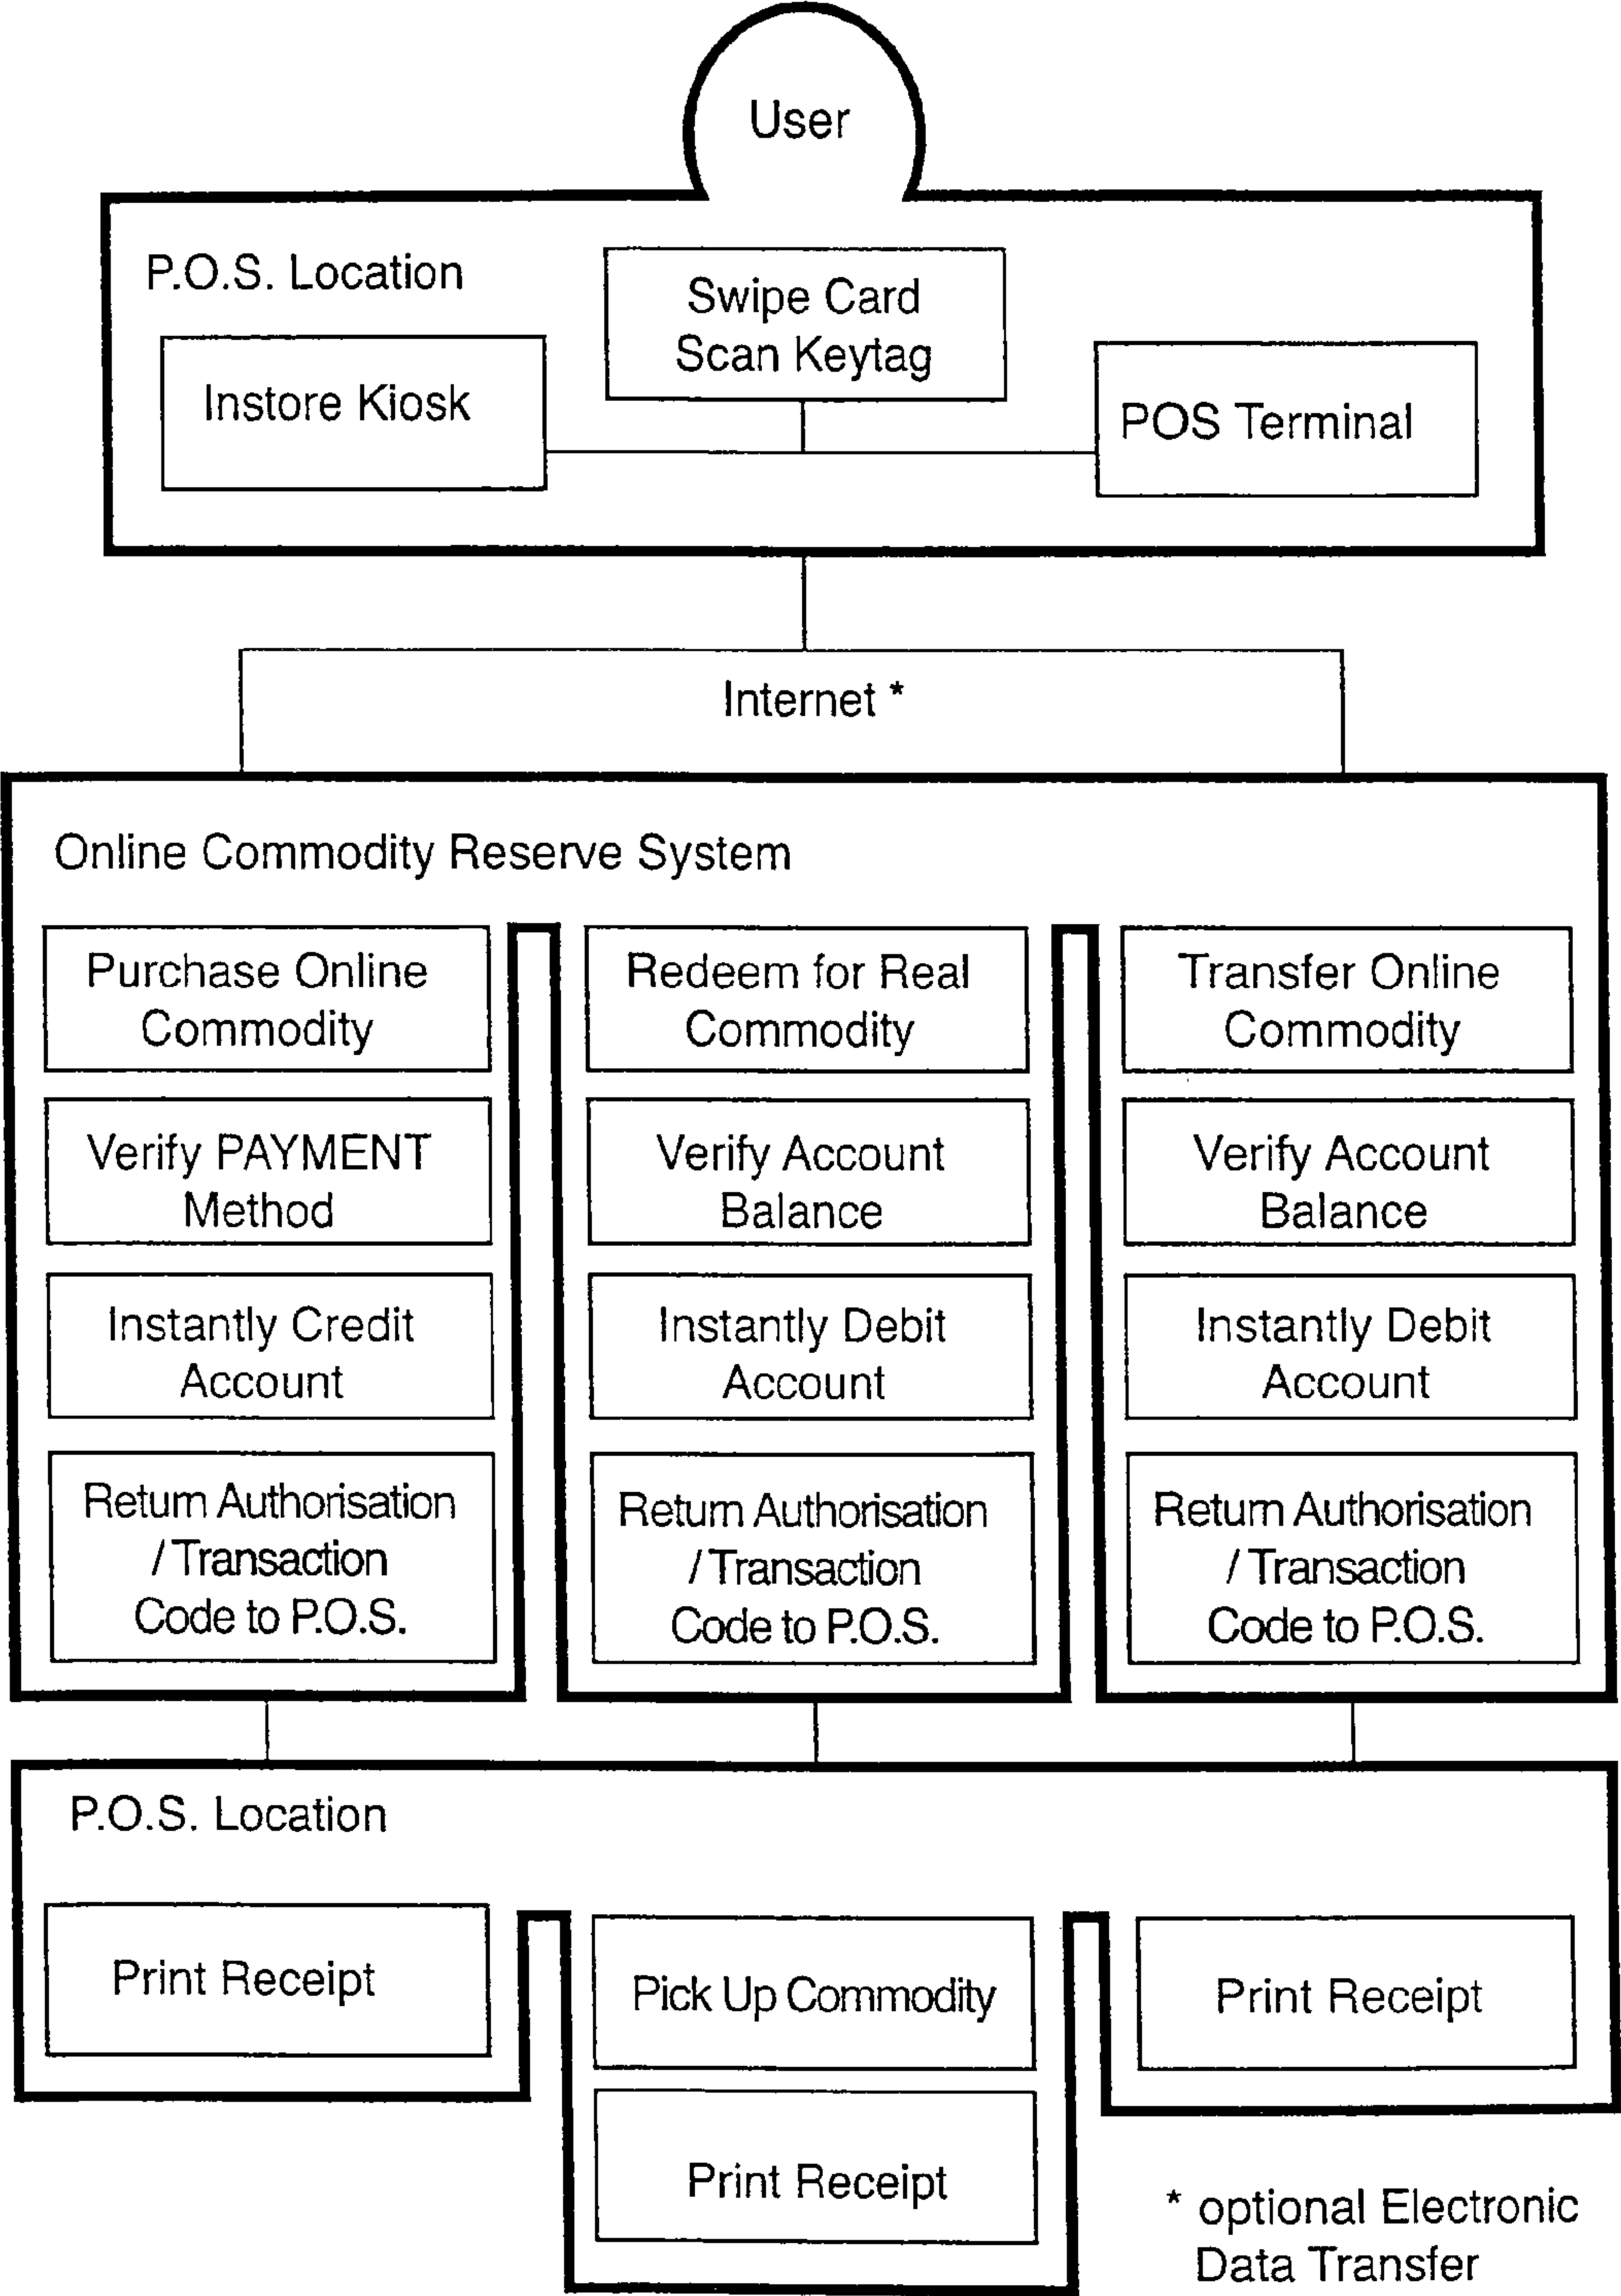 User
P.O.S. Location
Swipe Card
Scan Keytag
Instore Kiosk
POS Terminal
Internet *
Online Commodity Reserve System
Purchase Online
Commodity
Verify PAYMENT
Method
Instantly Credit
Account
Return Authorisation
/ Transaction
Code to P.O.S.
Redeem for Real
Commodity
Verify Account
Balance
Instantly Debit
Account
Return Authorisation
/ Transaction
Code to P.O.S.
Transfer Online
Commodity
Verify Account
Balance
Instantly Debit
Account
Return Authorisation
/ Transaction
Code to P.O.S.
P.O.S. Location
Print Receipt
Pick Up Commodity
Print Receipt
Print Receipt
* optional Electronic
Data Transfer